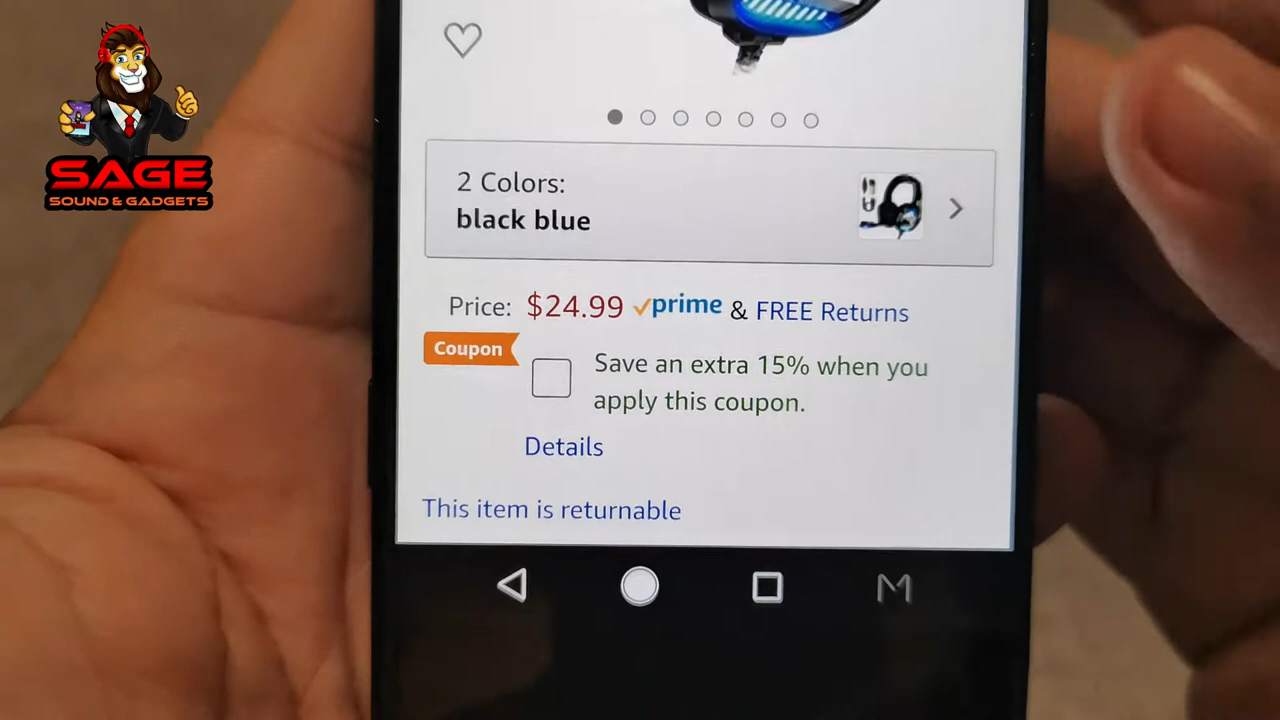 SAGE
SOUND & GADGETS
2 Colors:
black blue
Price: $24.99 prime & FREE Returns
Coupon
Save an extra 15% when you
apply this coupon.
Details
This item is returnable